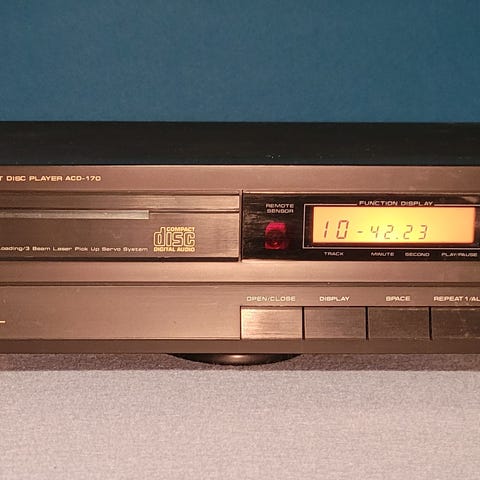 T DISC PLAYER ACD-170
REMOTE
SENSOR
FUNCTION DISPLAY
10-42.23
TRACK MINUTE SECOND PLAY/PAUSE
COMPACT
disc
DIGITAL AUDIO
Loading/3 Beam Laser Pick Up Servo System
OPEN/CLOSE DISPLAY SPACE REPEAT 1/AL